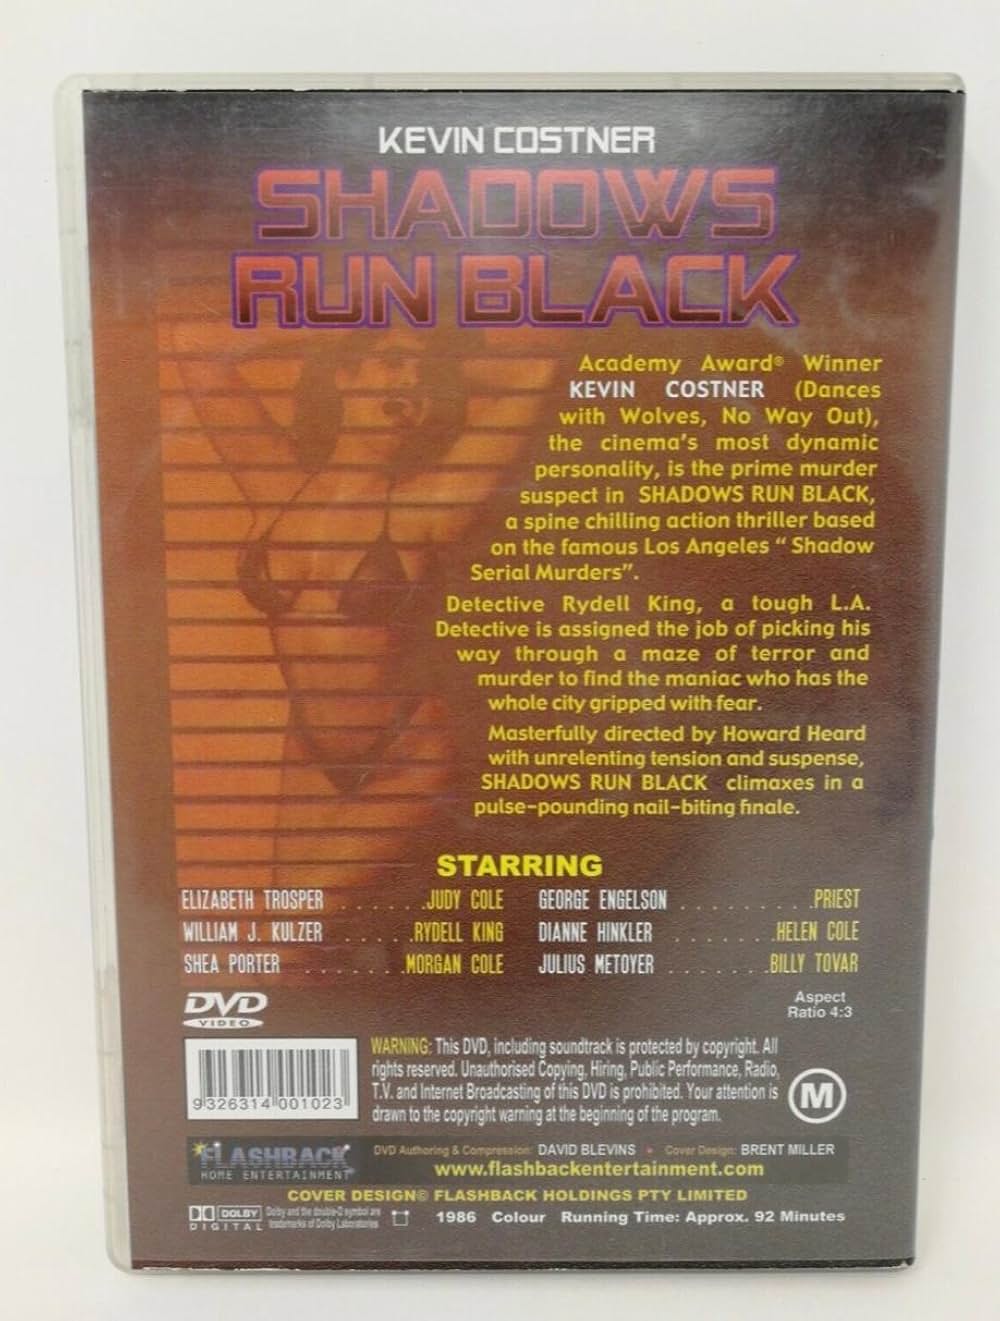 KEVIN COSTNER
SHADOWS
RUN BLACK
Academy Award® Winner
KEVIN COSTNER (Dances
with Wolves, No Way Out),
the cinema's most dynamic
personality, is the prime murder
suspect in SHADOWS RUN BLACK,
a spine chilling action thriller based
on the famous Los Angeles “ Shadow
Serial Murders”.
Detective Rydell King, a tough L.A.
Detective is assigned the job of picking his
way through a maze of terror and
murder to find the maniac who has the
whole city gripped with fear.
Masterfully directed by Howard Heard
with unrelenting tension and suspense,
SHADOWS RUN BLACK climaxes in a
pulse-pounding nail-biting finale.
STARRING
ELIZABETH TROSPER . . . . . . .JUDY COLE GEORGE ENGELSON . . . . . . . . . .PRIEST
WILLIAM J. KULZER . . . . . .RYDELL KING DIANNE HINKLER . . . . . . . .HELEN COLE
SHEA PORTER . . . . . . . .MORGAN COLE JULIUS METOYER . . . . . . . .BILLY TOVAR
DVD
VIDEO
Aspect
Ratio 4:3
WARNING: This DVD, including soundtrack is protected by copyright. All
rights reserved. Unauthorised Copying, Hiring, Public Performance, Radio,
T.V. and Internet Broadcasting of this DVD is prohibited. Your attention is
drawn to the copyright warning at the beginning of the program.
M
9 326314 001023
FLASHBACK
HOME ENTERTAINMENT
DVD Authoring & Compression: DAVID BLEVINS • Cover Design: BRENT MILLER
www.flashbackentertainment.com
COVER DESIGN© FLASHBACK HOLDINGS PTY LIMITED
DOLBY
DIGITAL
Dolby and the double-D symbol are
trademarks of Dolby Laboratories
1986 Colour Running Time: Approx. 92 Minutes